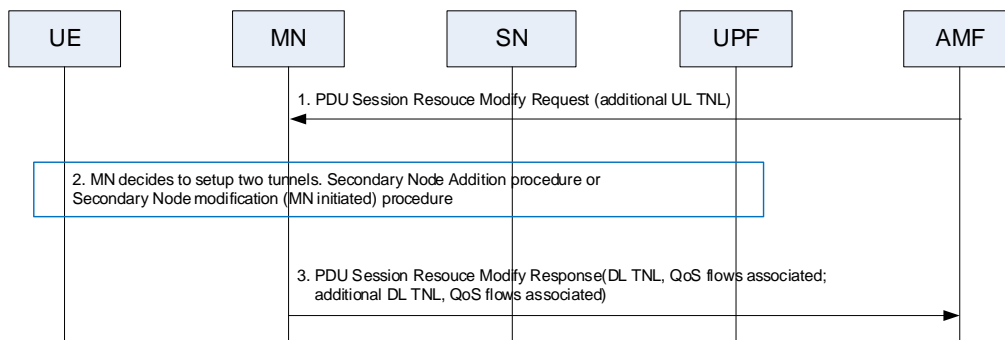 UE
MN
SN
UPF
AMF
1. PDU Session Resouce Modify Request (additional UL TNL)
2. MN decides to setup two tunnels. Secondary Node Addition procedure or
Secondary Node modification (MN initiated) procedure
3. PDU Session Resouce Modify Response(DL TNL, QoS flows associated;
additional DL TNL, QoS flows associated)